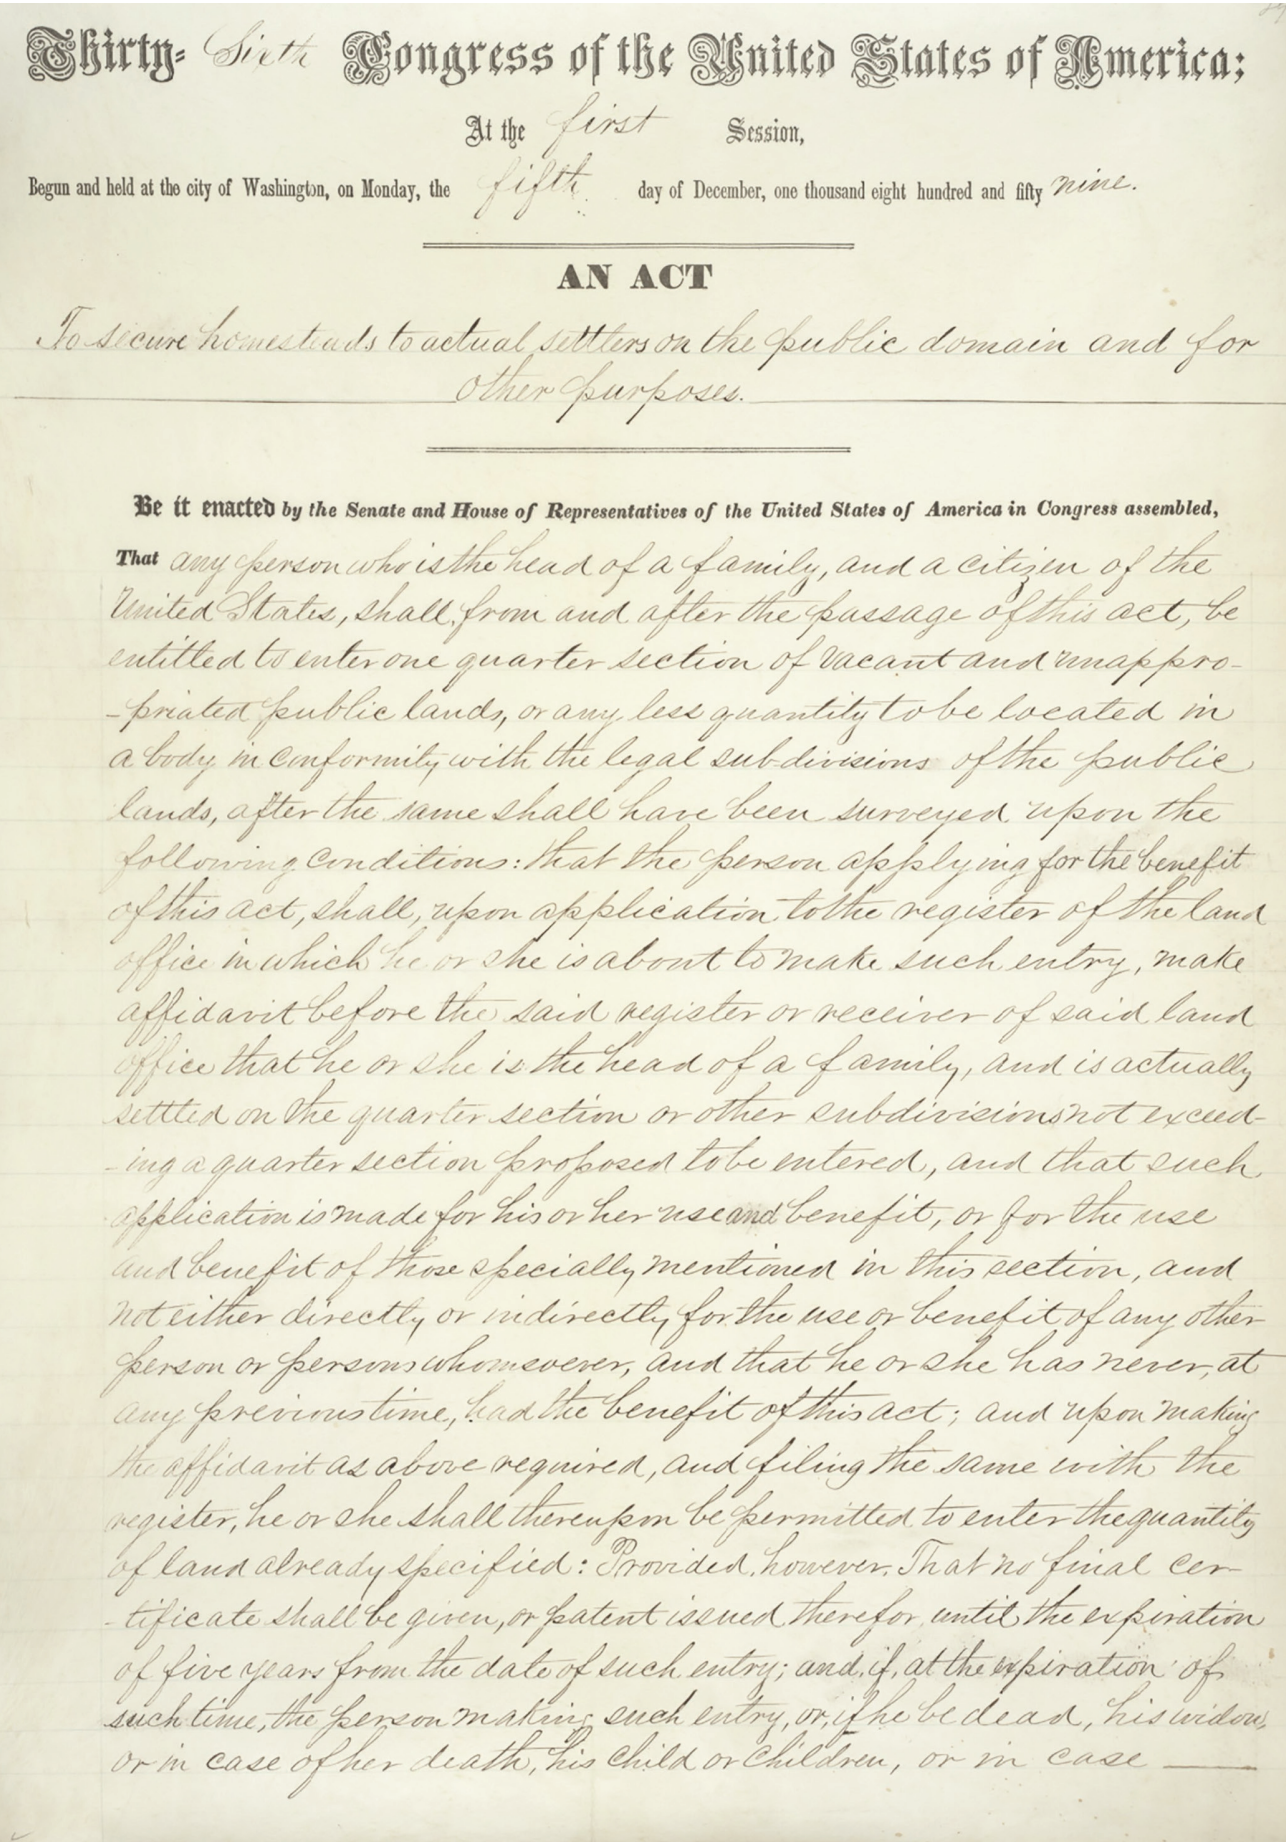 Thirty-Sixth Congress of the United States of America;
At the first Session,
Begun and held at the city of Washington, on Monday, the fifth day of December, one thousand eight hundred and fifty nine.
AN ACT
To secure homesteads to actual settlers on the public domain and for
other purposes.
Be it enacted by the Senate and House of Representatives of the United States of America in Congress assembled,
That any person who is the head of a family, and a citizen of the
United States, shall, from and after the passage of this act, be
entitled to enter one quarter section of vacant and unappro-
-priated public lands, or any less quantity to be located in
a body in conformity with the legal subdivisions of the public
lands, after the same shall have been surveyed upon the
following conditions: that the person applying for the benefit
of this act, shall, upon application to the register of the land
office in which he or she is about to make such entry, make
affidavit before the said register or receiver of said land
office that he or she is the head of a family, and is actually
settled on the quarter section or other subdivisions not exceed-
-ing a quarter section proposed to be entered, and that such
application is made for his or her use and benefit, or for the use
and benefit of those specially mentioned in this section, and
not either directly or indirectly for the use or benefit of any other
person or persons whomsoever, and that he or she has never, at
any previous time, had the benefit of this act; and upon making
the affidavit as above required, and filing the same with the
register, he or she shall thereupon be permitted to enter the quantity
of land already specified: Provided, however, That no final cer-
-tificate shall be given, or patent issued therefor, until the expiration
of five years from the date of such entry; and, if, at the expiration of
such time, the person making such entry, or, if he be dead, his widow,
or in case of her death, his child or children, or in case